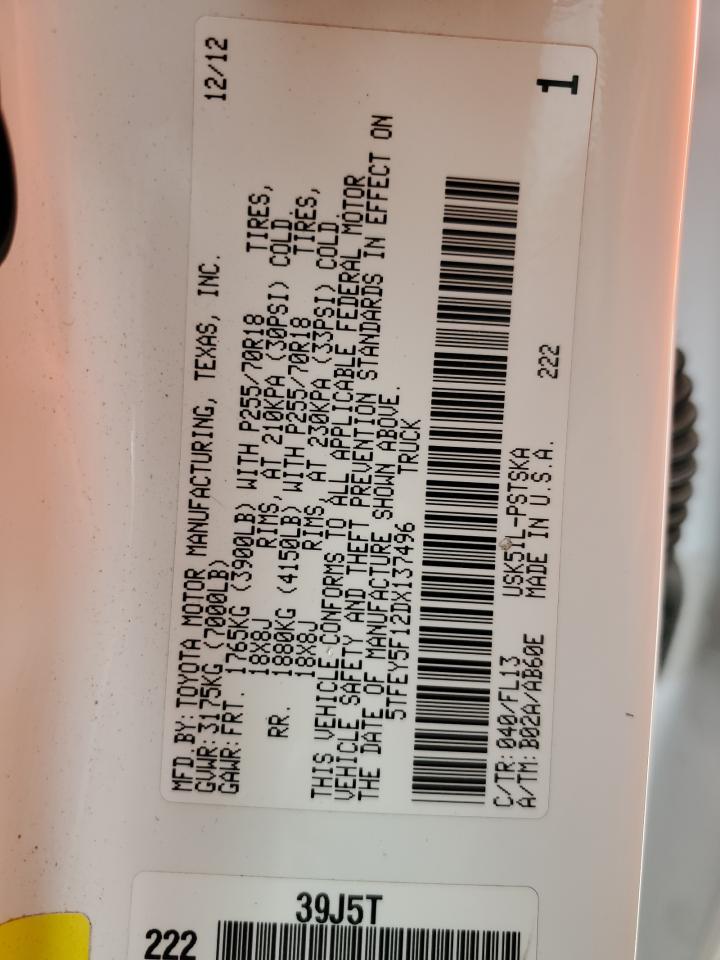 MFD. BY: TOYOTA MOTOR MANUFACTURING, TEXAS, INC. 12/12
GVWR: 3175KG (7000LB)
GAWR: FRT. 1765KG (3900LB) WITH P255/70R18 TIRES,
18X8J RIMS, AT 210KPA (30PSI) COLD.
RR. 1880KG (4150LB) WITH P255/70R18 TIRES,
18X8J RIMS, AT 230KPA (33PSI) COLD.
THIS VEHICLE CONFORMS TO ALL APPLICABLE FEDERAL MOTOR
VEHICLE SAFETY AND THEFT PREVENTION STANDARDS IN EFFECT ON
THE DATE OF MANUFACTURE SHOWN ABOVE.
5TFEY5F12DX137496 TRUCK
C/TR: 040/FL13 USK51L-PSTSKA
A/TM: B02A/AB60E MADE IN U.S.A. 222
1
39J5T
222